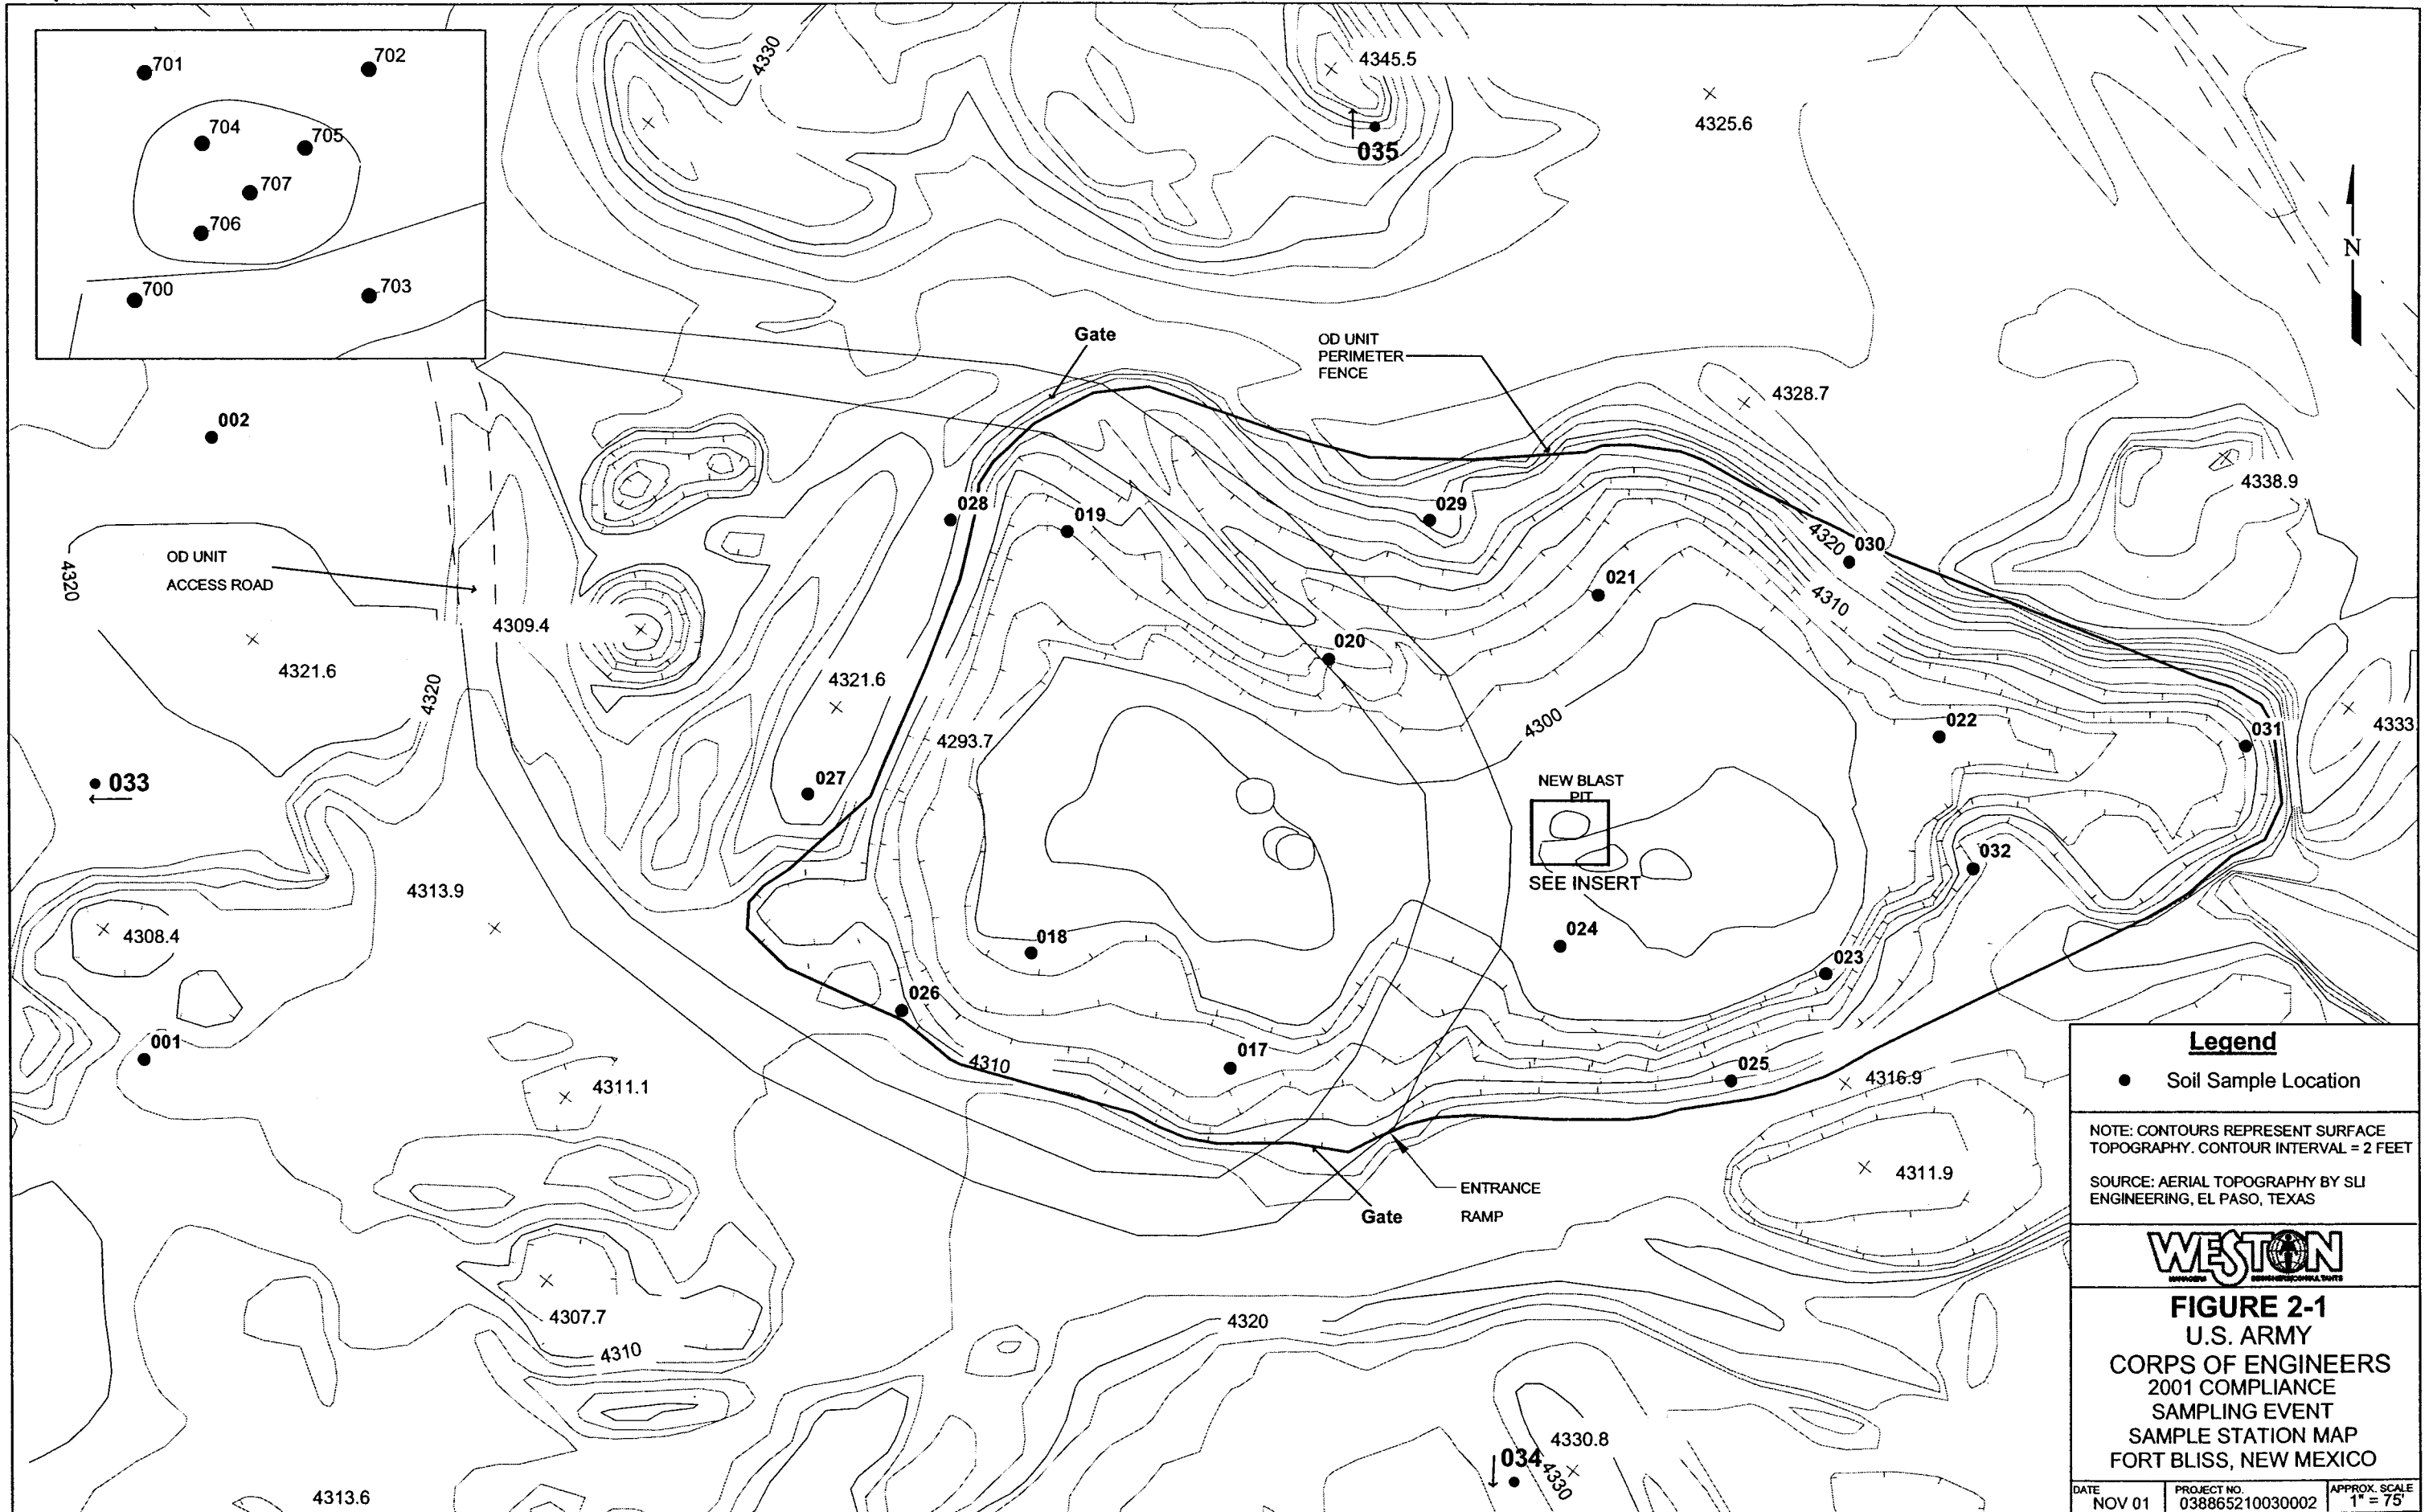 701
702
704
705
707
706
700
703
4330
4345.5
035
4325.6
N
Gate
OD UNIT
PERIMETER
FENCE
4328.7
4338.9
002
028
019
029
4320
030
OD UNIT
ACCESS ROAD
4320
4309.4
021
4310
4321.6
020
4320
4321.6
4293.7
4300
022
031
4333
033
027
NEW BLAST
PIT
SEE INSERT
032
4313.9
4308.4
018
024
023
026
001
4310
017
025
4316.9
4311.1
4311.9
ENTRANCE
RAMP
Gate
4307.7
4310
4320
034
4330.8
4330
4313.6
Legend
Soil Sample Location
NOTE: CONTOURS REPRESENT SURFACE
TOPOGRAPHY. CONTOUR INTERVAL = 2 FEET
SOURCE: AERIAL TOPOGRAPHY BY SLI
ENGINEERING, EL PASO, TEXAS
WESTON
MANAGERS DESIGNERS/CONSULTANTS
FIGURE 2-1
U.S. ARMY
CORPS OF ENGINEERS
2001 COMPLIANCE
SAMPLING EVENT
SAMPLE STATION MAP
FORT BLISS, NEW MEXICO
DATE
NOV 01
PROJECT NO.
038865210030002
APPROX. SCALE
1" = 75'